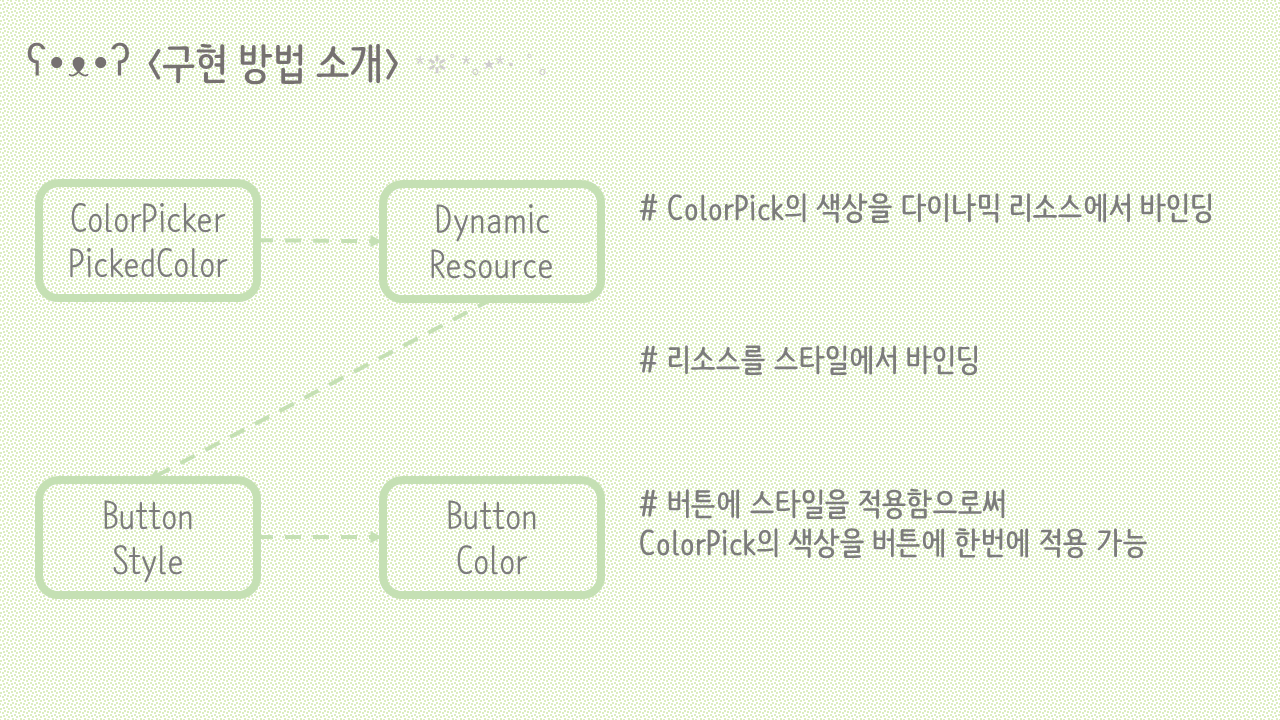 ʕ•ᴥ•ʔ <구현 방법 소개>
ColorPicker
PickedColor
Dynamic
Resource
# ColorPick의 색상을 다이나믹 리소스에서 바인딩
# 리소스를 스타일에서 바인딩
Button
Style
Button
Color
# 버튼에 스타일을 적용함으로써
ColorPick의 색상을 버튼에 한번에 적용 가능